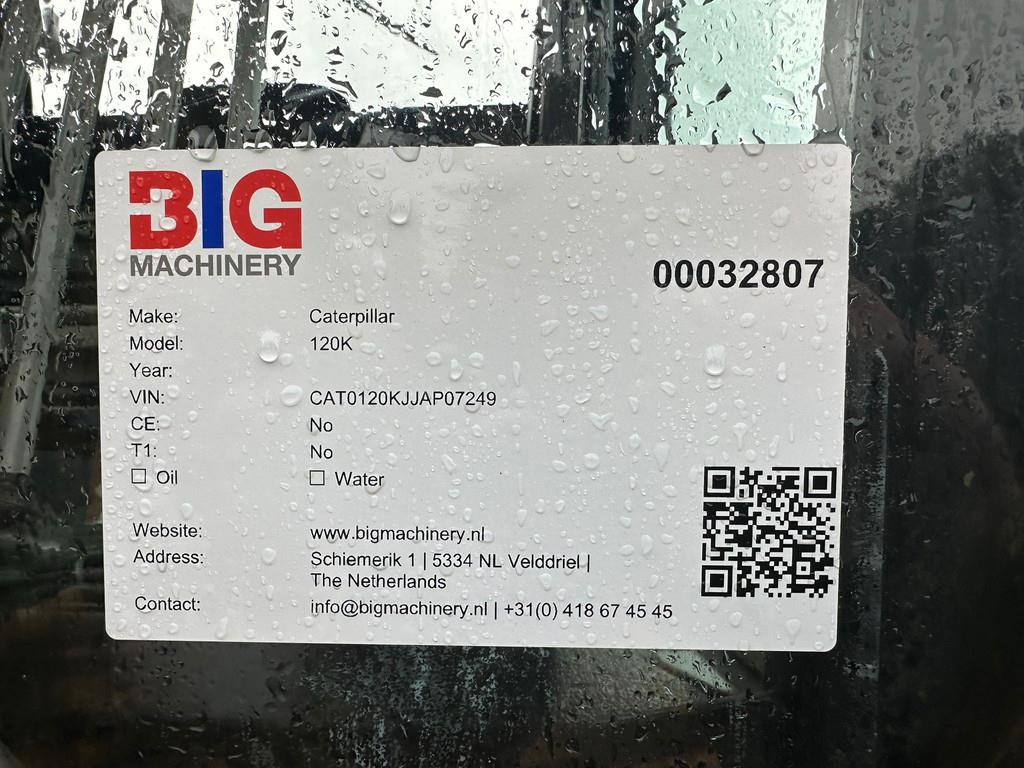 BIG
MACHINERY
00032807
Make: Caterpillar
Model: 120K
Year:
VIN: CAT0120KJJAP07249
CE: No
T1: No
☐ Oil ☐ Water
Website: www.bigmachinery.nl
Address: Schiemerik 1 | 5334 NL Velddriel |
The Netherlands
Contact: info@bigmachinery.nl | +31(0) 418 67 45 45